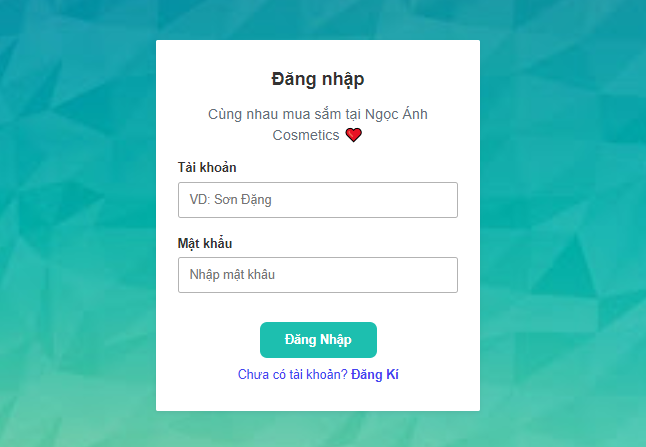 Đăng nhập
Cùng nhau mua sắm tại Ngọc Ánh
Cosmetics ❤️
Tài khoản
VD: Sơn Đặng
Mật khẩu
Nhập mật khẩu
Đăng Nhập
Chưa có tài khoản? Đăng Kí